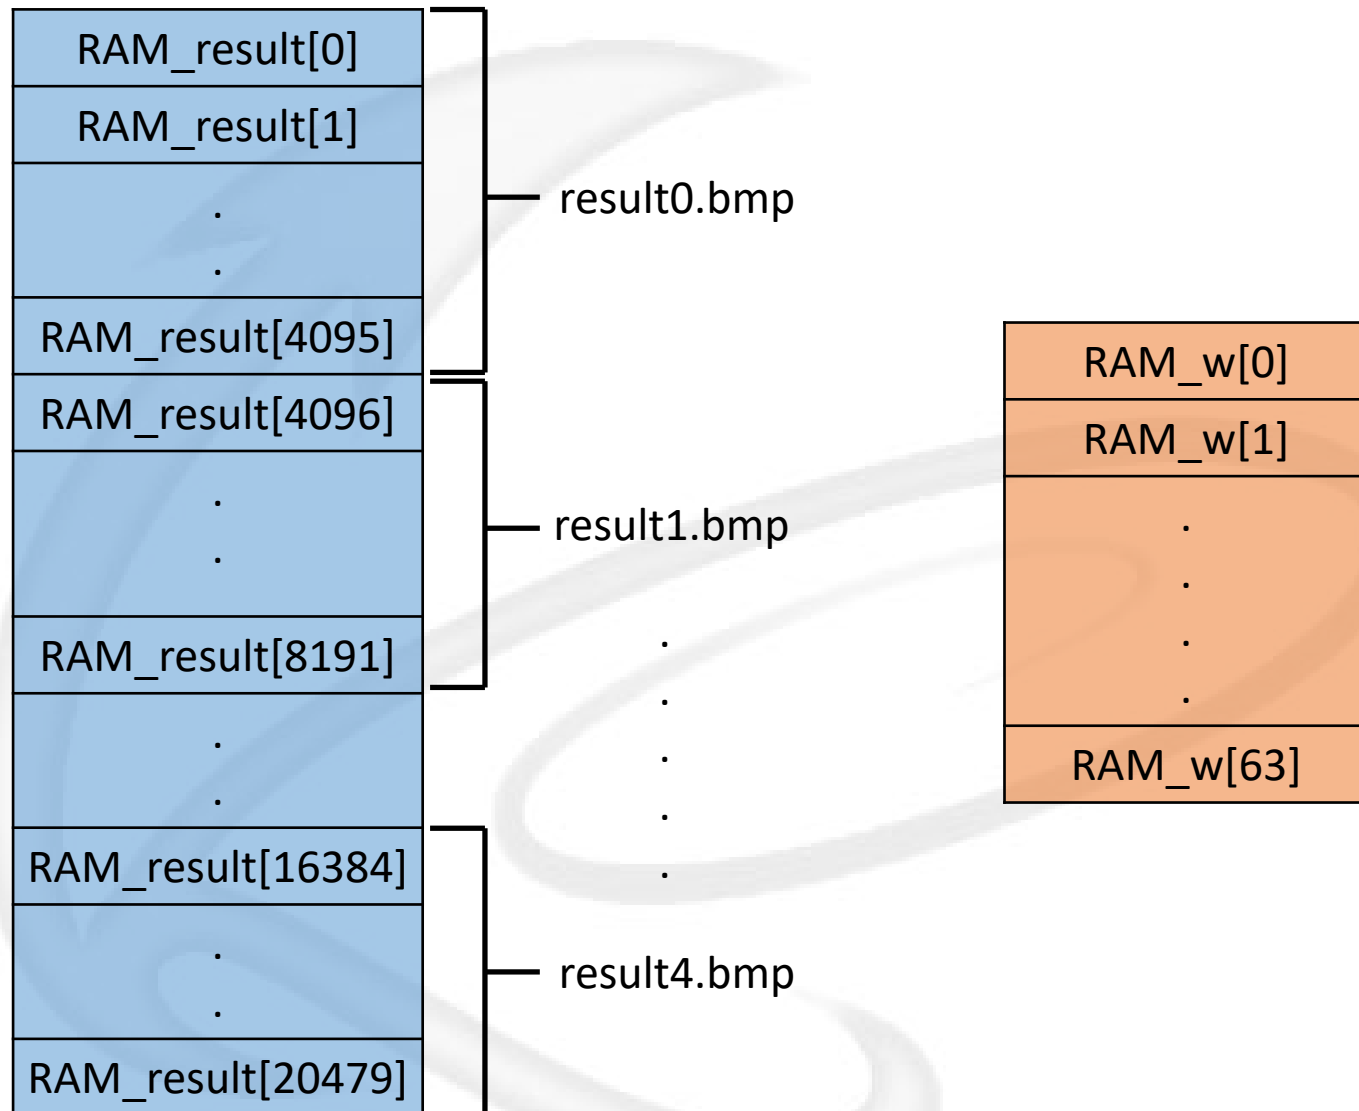 RAM_result[0]
RAM_result[1]
.
.
RAM_result[4095]
RAM_result[4096]
.
.
RAM_result[8191]
.
.
RAM_result[16384]
.
.
RAM_result[20479]
result0.bmp
result1.bmp
.
.
.
.
.
result4.bmp
RAM_w[0]
RAM_w[1]
.
.
.
.
RAM_w[63]